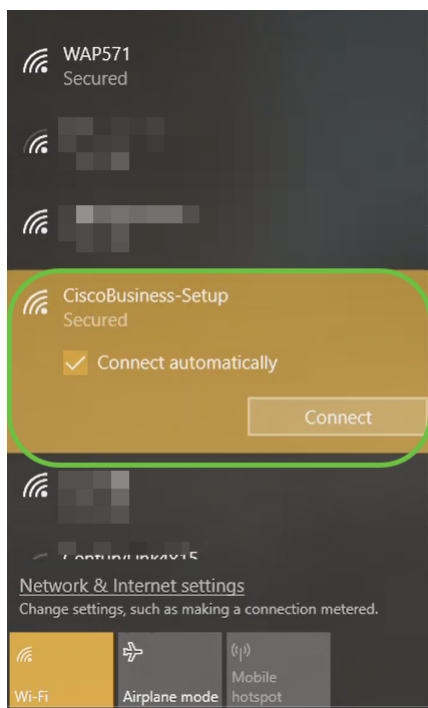 WAP571
Secured
CiscoBusiness-Setup
Secured
Connect automatically
Connect
Network & Internet settings
Change settings, such as making a connection metered.
Wi-Fi
Airplane mode
Mobile
hotspot